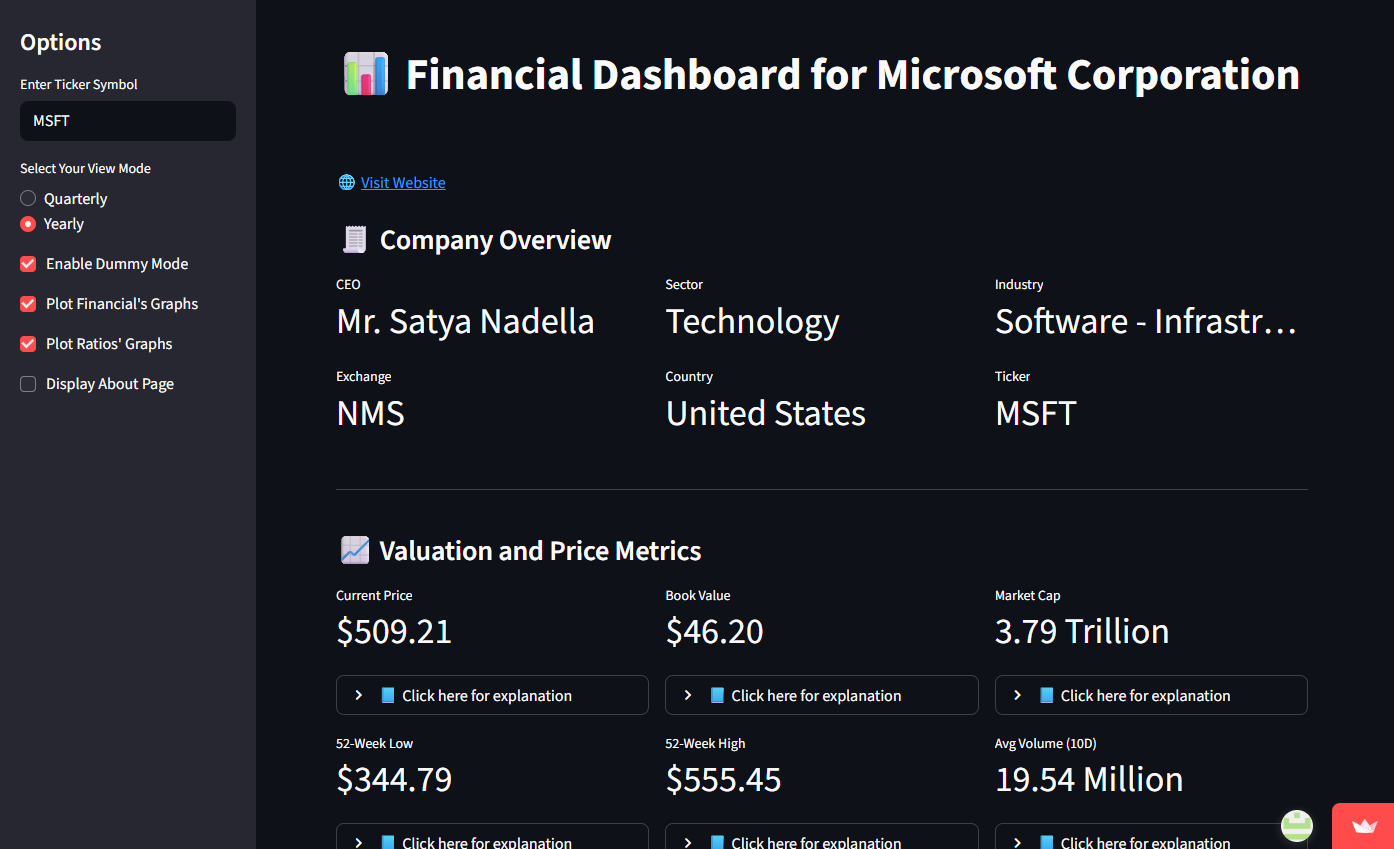 Options
Enter Ticker Symbol
MSFT
Select Your View Mode
Quarterly
Yearly
Enable Dummy Mode
Plot Financial's Graphs
Plot Ratios' Graphs
Display About Page
Financial Dashboard for Microsoft Corporation
Visit Website
Company Overview
CEO Sector Industry
Mr. Satya Nadella Technology Software - Infrastr...
Exchange Country Ticker
NMS United States MSFT
Valuation and Price Metrics
Current Price Book Value Market Cap
$509.21 $46.20 3.79 Trillion
Click here for explanation Click here for explanation Click here for explanation
52-Week Low 52-Week High Avg Volume (10D)
$344.79 $555.45 19.54 Million
Click here for explanation Click here for explanation Click here for explanation